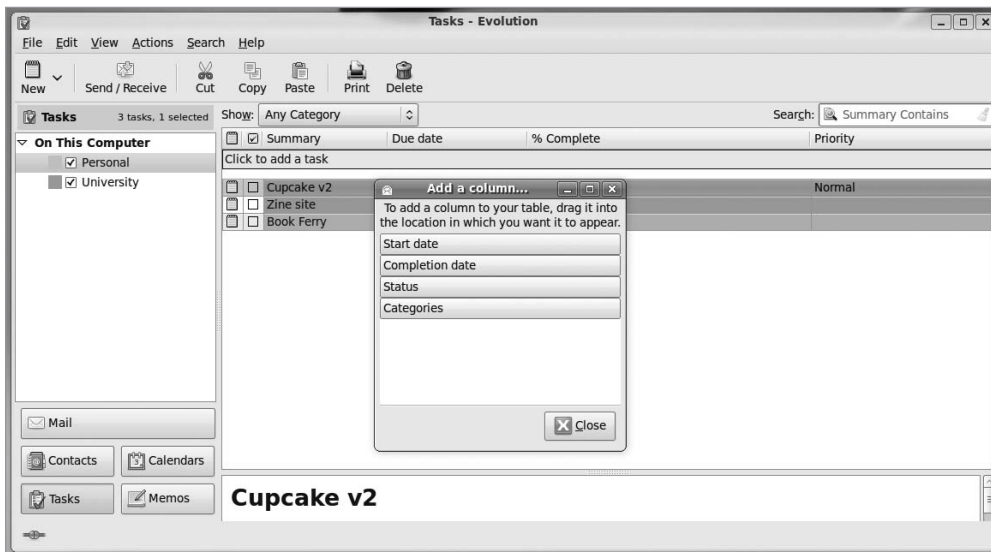 Tasks - Evolution
File Edit View Actions Search Help
New Send / Receive Cut Copy Paste Print Delete
Tasks 3 tasks, 1 selected Show: Any Category Search: Summary Contains
Summary Due date % Complete Priority
On This Computer
Click to add a task
Personal
University
Cupcake v2 Normal
Zine site
Book Ferry
Add a column...
To add a column to your table, drag it into
the location in which you want it to appear.
Start date
Completion date
Status
Categories
Close
Mail
Contacts Calendars
Tasks Memos
Cupcake v2